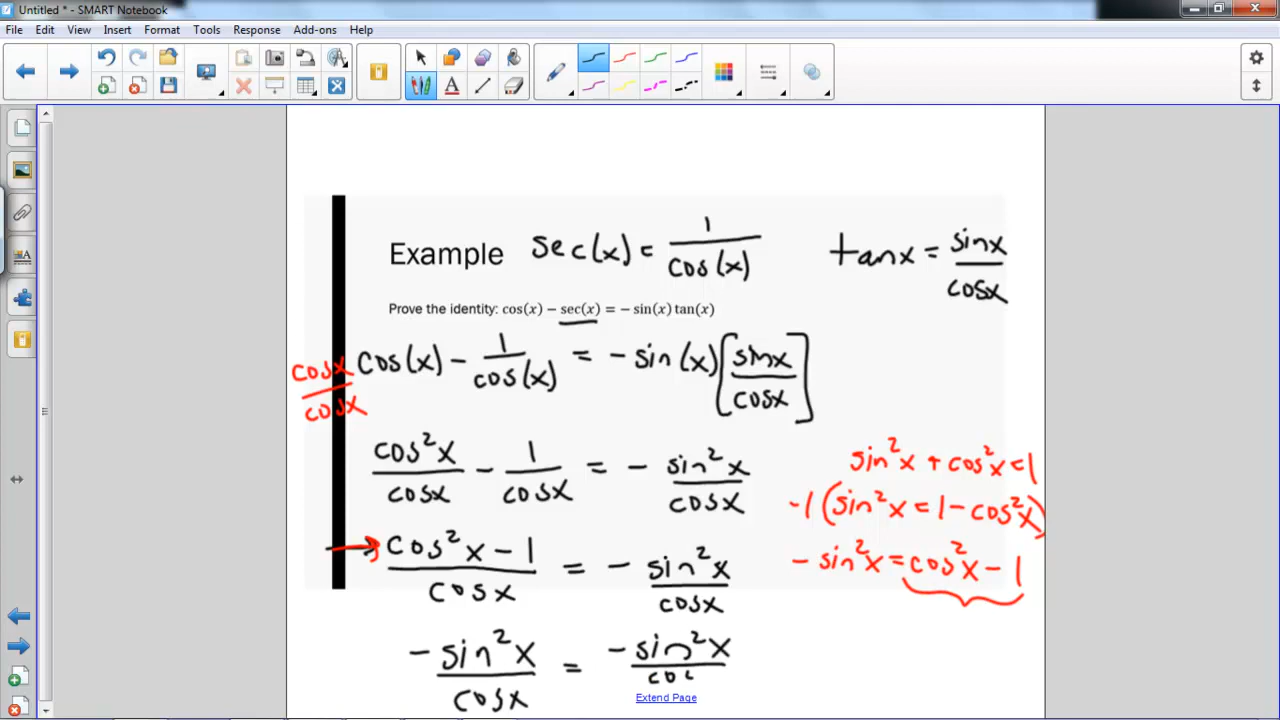 Untitled * - SMART Notebook
File Edit View Insert Format Tools Response Add-ons Help
Example sec(x) = 1/cos(x) tanx = sinx/cosx
Prove the identity: cos(x) − sec(x) = − sin(x) tan(x)
cosx/cosx cos(x) - 1/cos(x) = - sin(x) [sinx/cosx]
cos²x/cosx - 1/cosx = - sin²x/cosx
sin²x + cos²x = 1
-1(sin²x = 1 - cos²x)
→ cos²x - 1/cosx = - sin²x/cosx
- sin²x = cos²x - 1
- sin²x/cosx = - sin²x/cos
Extend Page